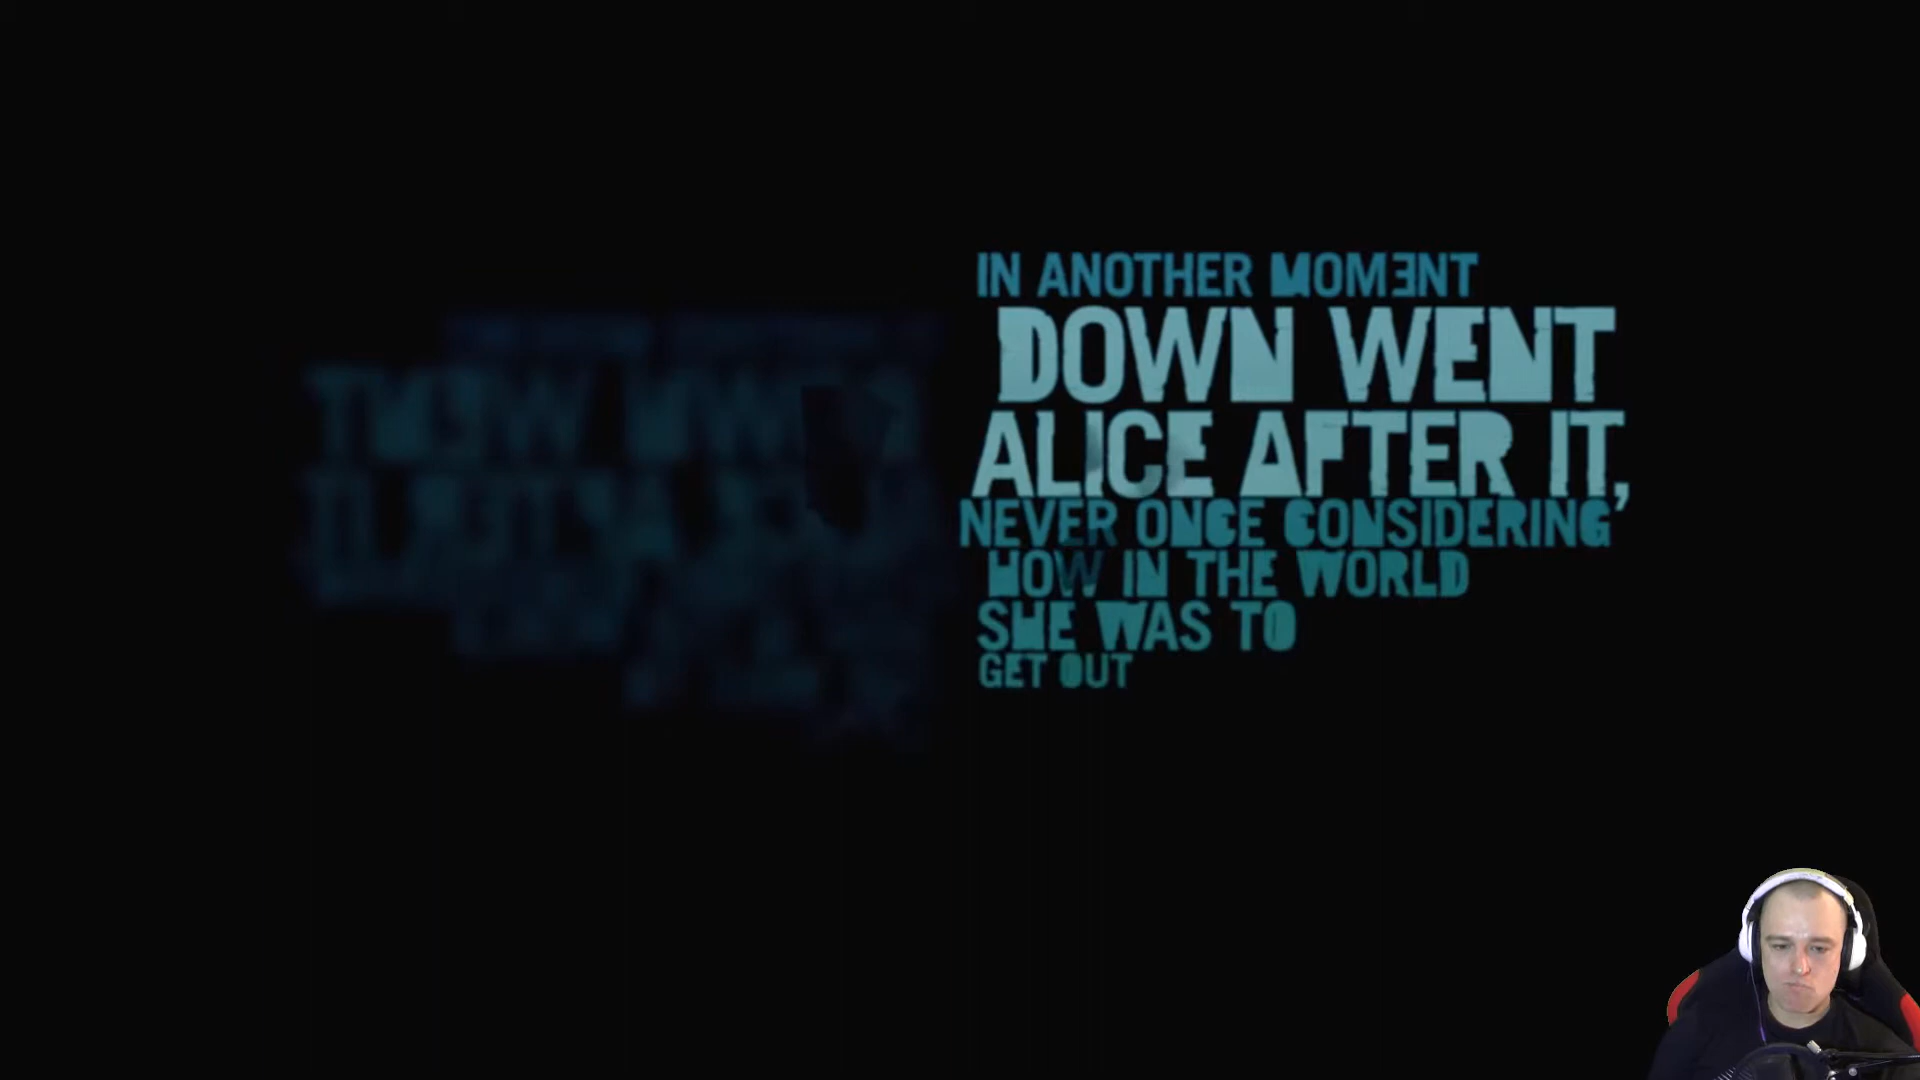 IN ANOTHER MOMENT
DOWN WENT
ALICE AFTER IT,
NEVER ONCE CONSIDERING
HOW IN THE WORLD
SHE WAS TO
GET OUT